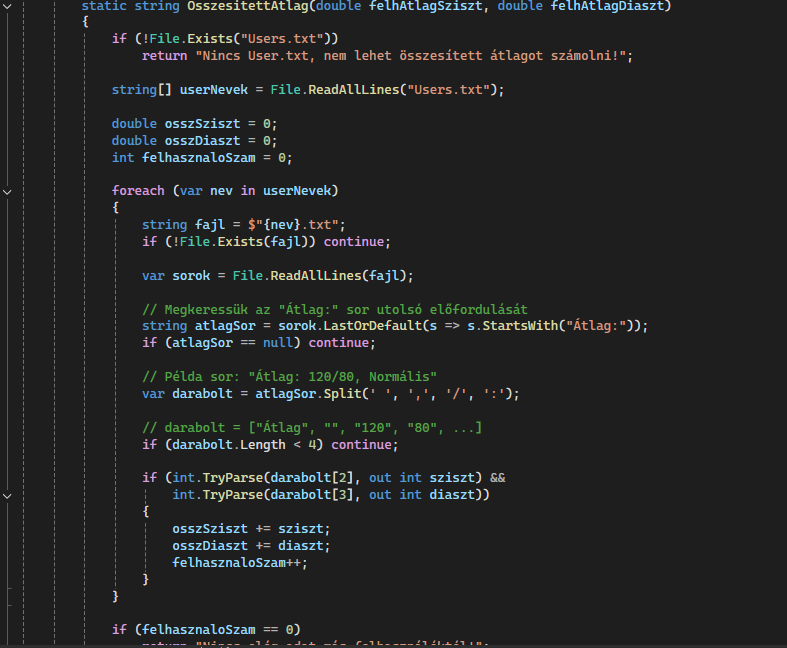 static string OsszesitettAtlag(double felhAtlagSziszt, double felhAtlagDiaszt)
{
if (!File.Exists("Users.txt"))
return "Nincs User.txt, nem lehet összesített átlagot számolni!";
string[] userNevek = File.ReadAllLines("Users.txt");
double osszSziszt = 0;
double osszDiaszt = 0;
int felhasznaloSzam = 0;
foreach (var nev in userNevek)
{
string fajl = $"{nev}.txt";
if (!File.Exists(fajl)) continue;
var sorok = File.ReadAllLines(fajl);
// Megkeressük az "Átlag:" sor utolsó előfordulását
string atlagSor = sorok.LastOrDefault(s => s.StartsWith("Átlag:"));
if (atlagSor == null) continue;
// Példa sor: "Átlag: 120/80, Normális"
var darabolt = atlagSor.Split(' ', ',', '/', ':');
// darabolt = ["Átlag", "", "120", "80", ...]
if (darabolt.Length < 4) continue;
if (int.TryParse(darabolt[2], out int sziszt) &&
int.TryParse(darabolt[3], out int diaszt))
{
osszSziszt += sziszt;
osszDiaszt += diaszt;
felhasznaloSzam++;
}
}
if (felhasznaloSzam == 0)